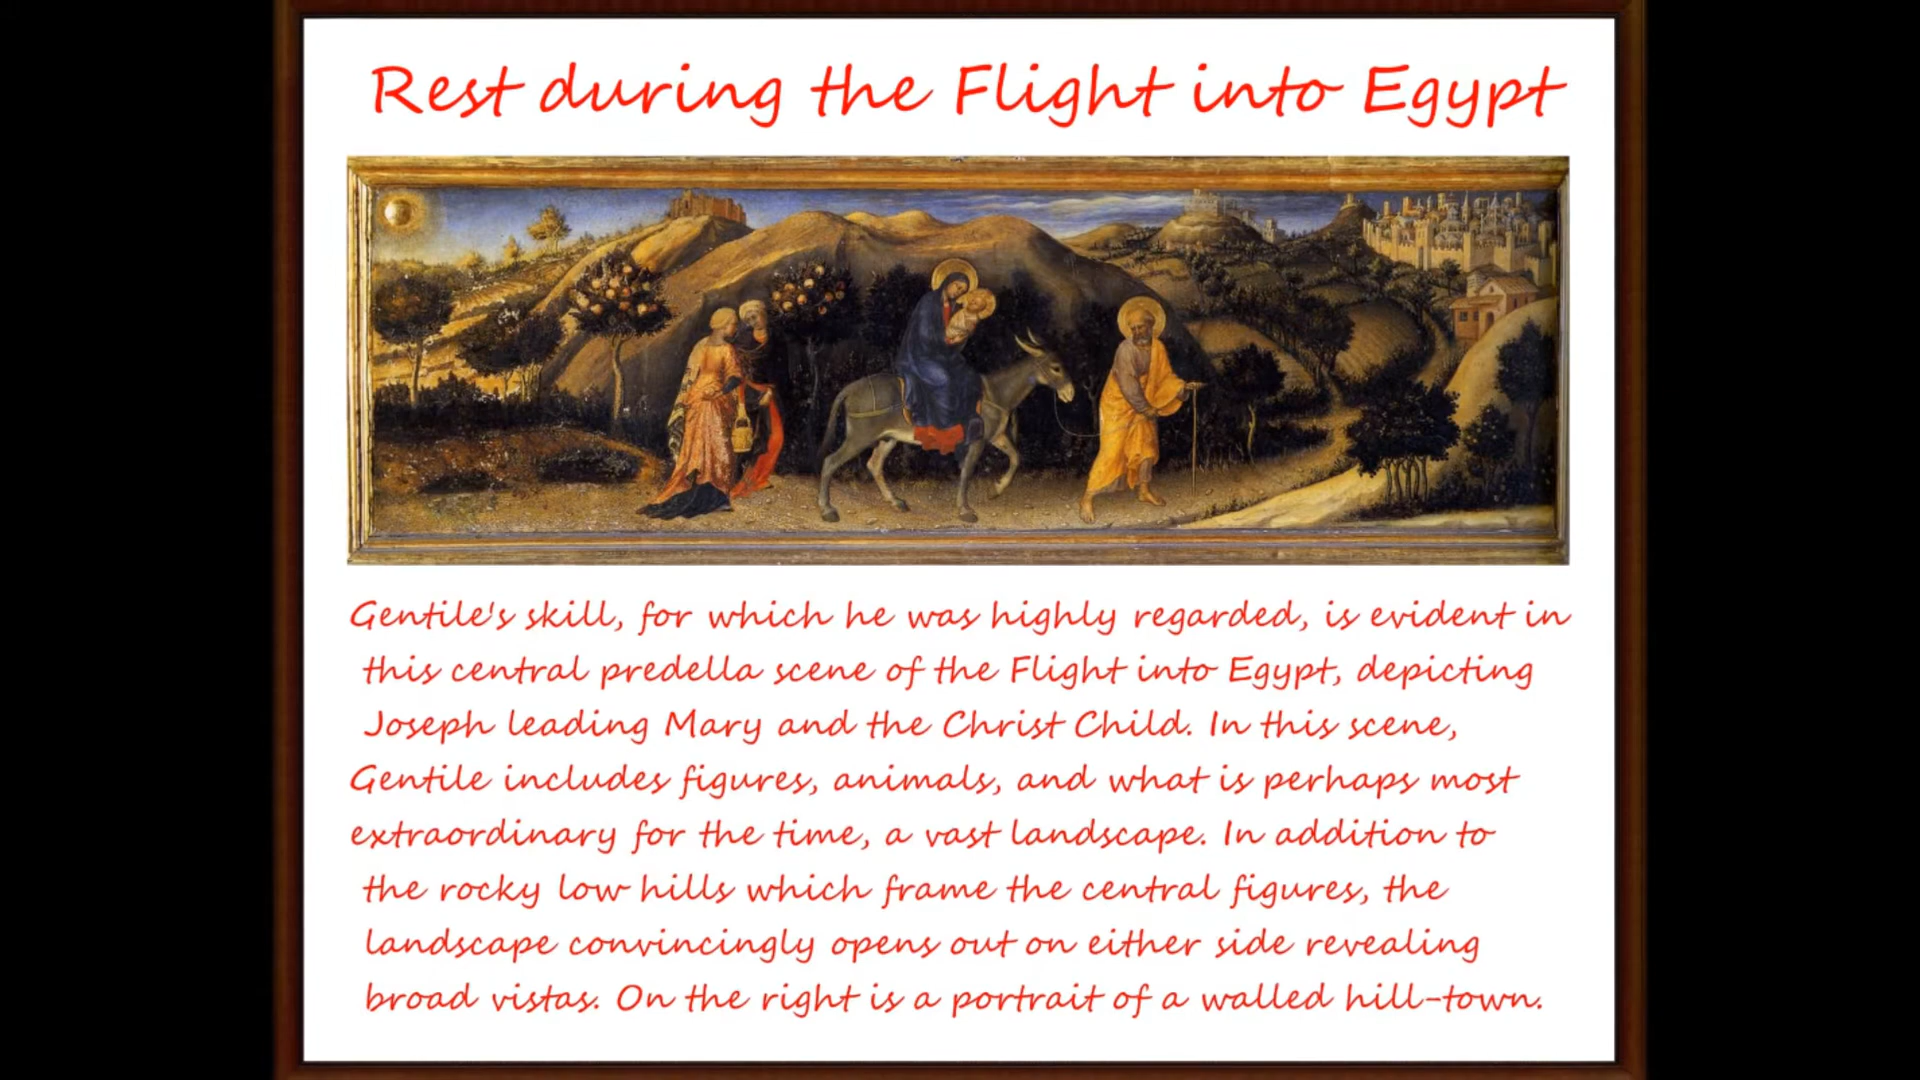 Rest during the Flight into Egypt
Gentile's skill, for which he was highly regarded, is evident in
this central predella scene of the Flight into Egypt, depicting
Joseph leading Mary and the Christ Child. In this scene,
Gentile includes figures, animals, and what is perhaps most
extraordinary for the time, a vast landscape. In addition to
the rocky low hills which frame the central figures, the
landscape convincingly opens out on either side revealing
broad vistas. On the right is a portrait of a walled hill-town.